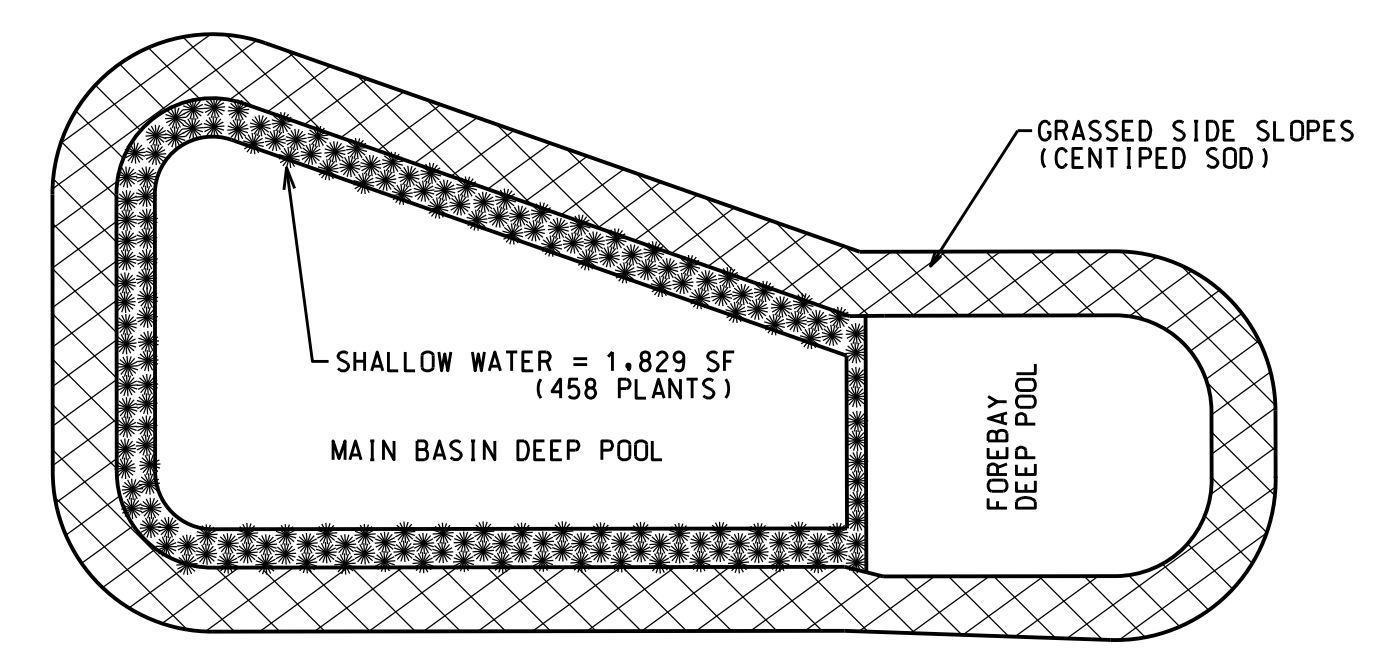 GRASSED SIDE SLOPES
(CENTIPED SOD)
SHALLOW WATER = 1,829 SF
(458 PLANTS)
MAIN BASIN DEEP POOL
FOREBAY
DEEP POOL